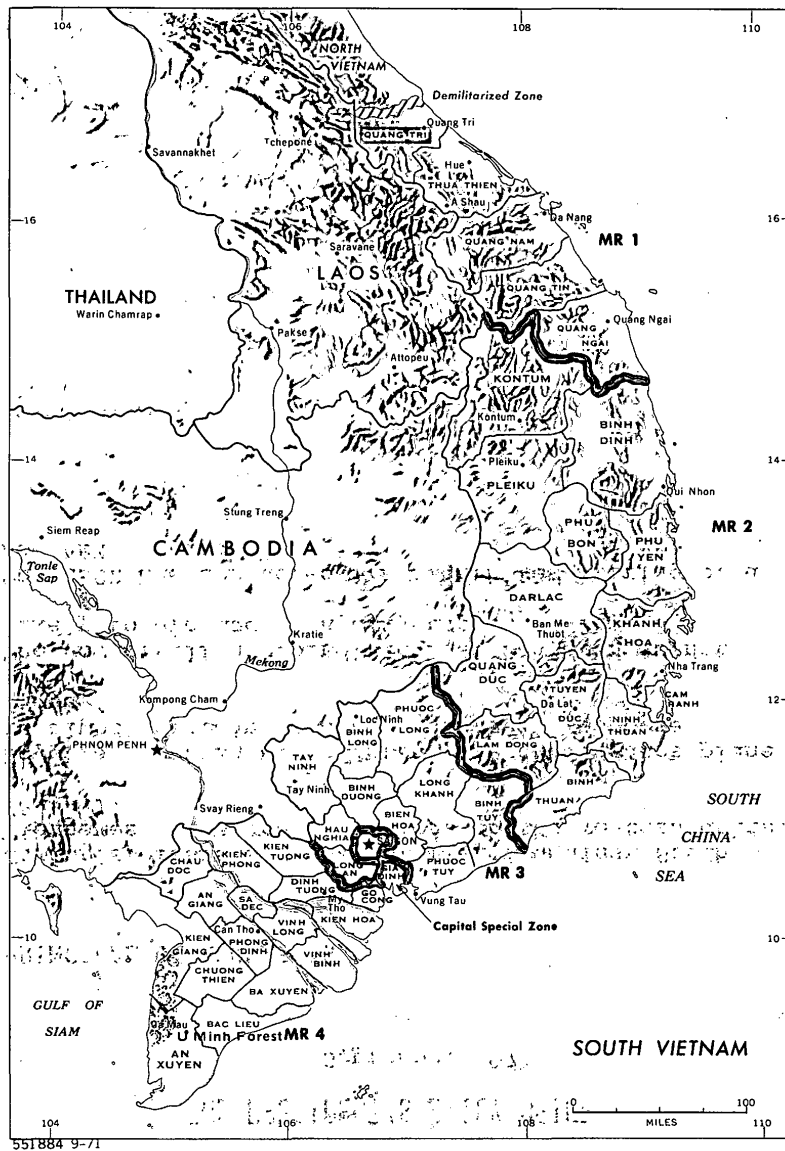 104
106
108
110
NORTH
VIETNAM
Demilitarized Zone
Quang Tri
QUANG TRI
Tchepone
Savannakhet
Hue
THUA THIEN
A Shau
16
16
Da Nang
MR 1
QUANG NAM
Saravane
LAOS
QUANG TIN
THAILAND
Warin Chamrap
Pakse
Quang Ngai
QUANG
NGAI
Attopeu
KONTUM
Kontum
BINH
DINH
14
14
Pleiku
PLEIKU
Qui Nhon
Stung Treng
Siem Reap
CAMBODIA
MR 2
PHU
BON
PHU
YEN
Tonle
Sap
DARLAC
Ban Me
Thuot
KHANH
HOA
Kratie
Mekong
QUANG
DUC
Nha Trang
Kompong Cham
12
CAM
RANH
TUYEN
Da Lat
DUC
NINH
THUAN
PHUOC
LONG
Loc Ninh
BINH
LONG
PHNOM PENH
LAM DONG
TAY
NINH
Tay Ninh
LONG
KHANH
BINH
THUAN
BINH
DUONG
BINH
TUY
Svay Rieng
BIEN
HOA
HAU
NGHIA
SOUTH
CHINA
SEA
KIEN
TUONG
KIEN
PHONG
CHAU
DOC
LONG
AN
GIA
DINH
PHUOC
TUY
MR 3
DINH
TUONG
GO
CONG
AN
GIANG
SA
DEC
My
Tho
Vung Tau
KIEN HOA
Capital Special Zone
VINH
LONG
Can Tho
PHONG
DINH
10
10
KIEN
GIANG
VINH
BINH
CHUONG
THIEN
BA XUYEN
GULF OF
SIAM
Ca Mau
BAC LIEU
U Minh Forest
MR 4
AN
XUYEN
SOUTH VIETNAM
0
100
MILES
104
106
108
110
551884 9-71